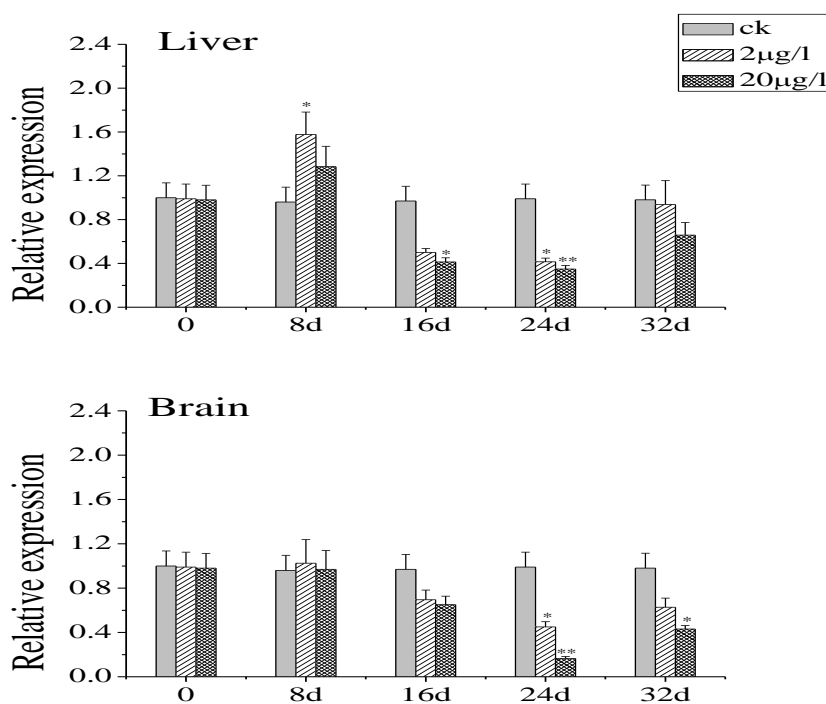 Liver
ck
2µg/l
20µg/l
Relative expression
2.4
2.0
1.6
1.2
0.8
0.4
0.0
*
*
*
**
0 8d 16d 24d 32d
Brain
Relative expression
2.4
2.0
1.6
1.2
0.8
0.4
0.0
*
**
*
0 8d 16d 24d 32d